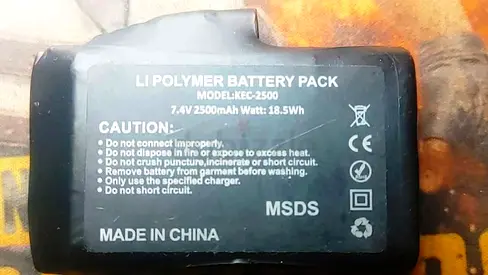 LI POLYMER BATTERY PACK
MODEL:KEC-2500
7.4V 2500mAh Watt: 18.5Wh
CAUTION:
• Do not connect improperly.
• Do not dispose in fire or expose to excess heat.
• Do not crush puncture,incinerate or short circuit.
• Remove battery from garment before washing.
• Only use the specified charger.
• Do not short circuit.
MSDS
MADE IN CHINA
CE